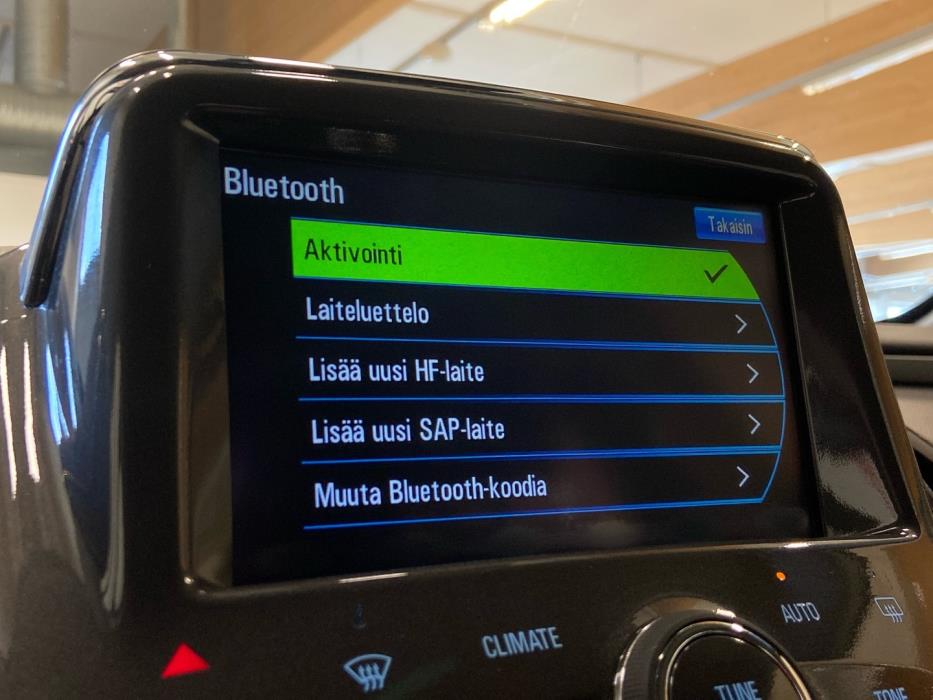 Bluetooth
Takaisin
Aktivointi
Laiteluettelo
Lisää uusi HF-laite
Lisää uusi SAP-laite
Muuta Bluetooth-koodia
CLIMATE
AUTO
TUNE
TONE